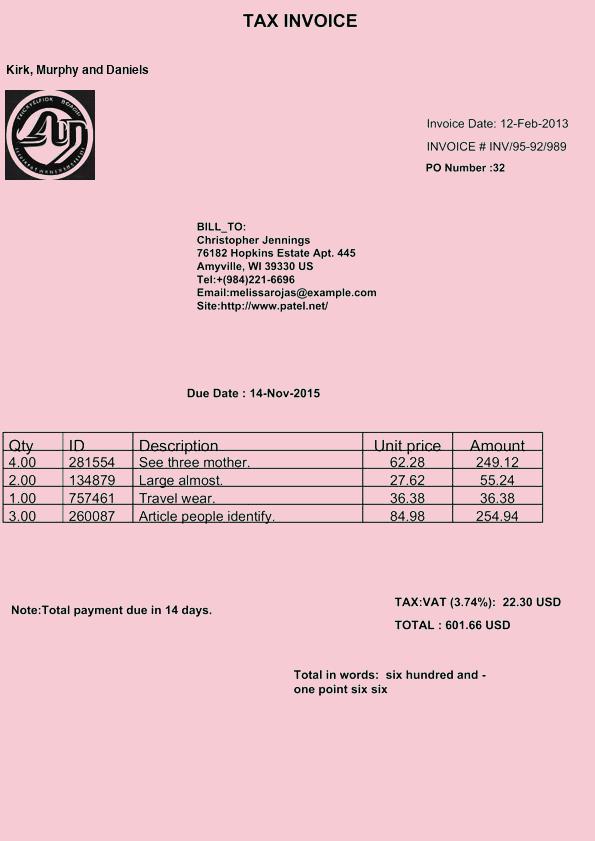 TAX INVOICE
Kirk, Murphy and Daniels
Invoice Date: 12-Feb-2013
INVOICE # INV/95-92/989
PO Number :32
BILL_TO:
Christopher Jennings
76182 Hopkins Estate Apt. 445
Amyville, WI 39330 US
Tel:+(984)221-6696
Email:melissarojas@example.com
Site:http://www.patel.net/
Due Date : 14-Nov-2015
Qty ID Description Unit price Amount
4.00 281554 See three mother. 62.28 249.12
2.00 134879 Large almost. 27.62 55.24
1.00 757461 Travel wear. 36.38 36.38
3.00 260087 Article people identify. 84.98 254.94
TAX:VAT (3.74%): 22.30 USD
Note:Total payment due in 14 days.
TOTAL : 601.66 USD
Total in words: six hundred and -
one point six six